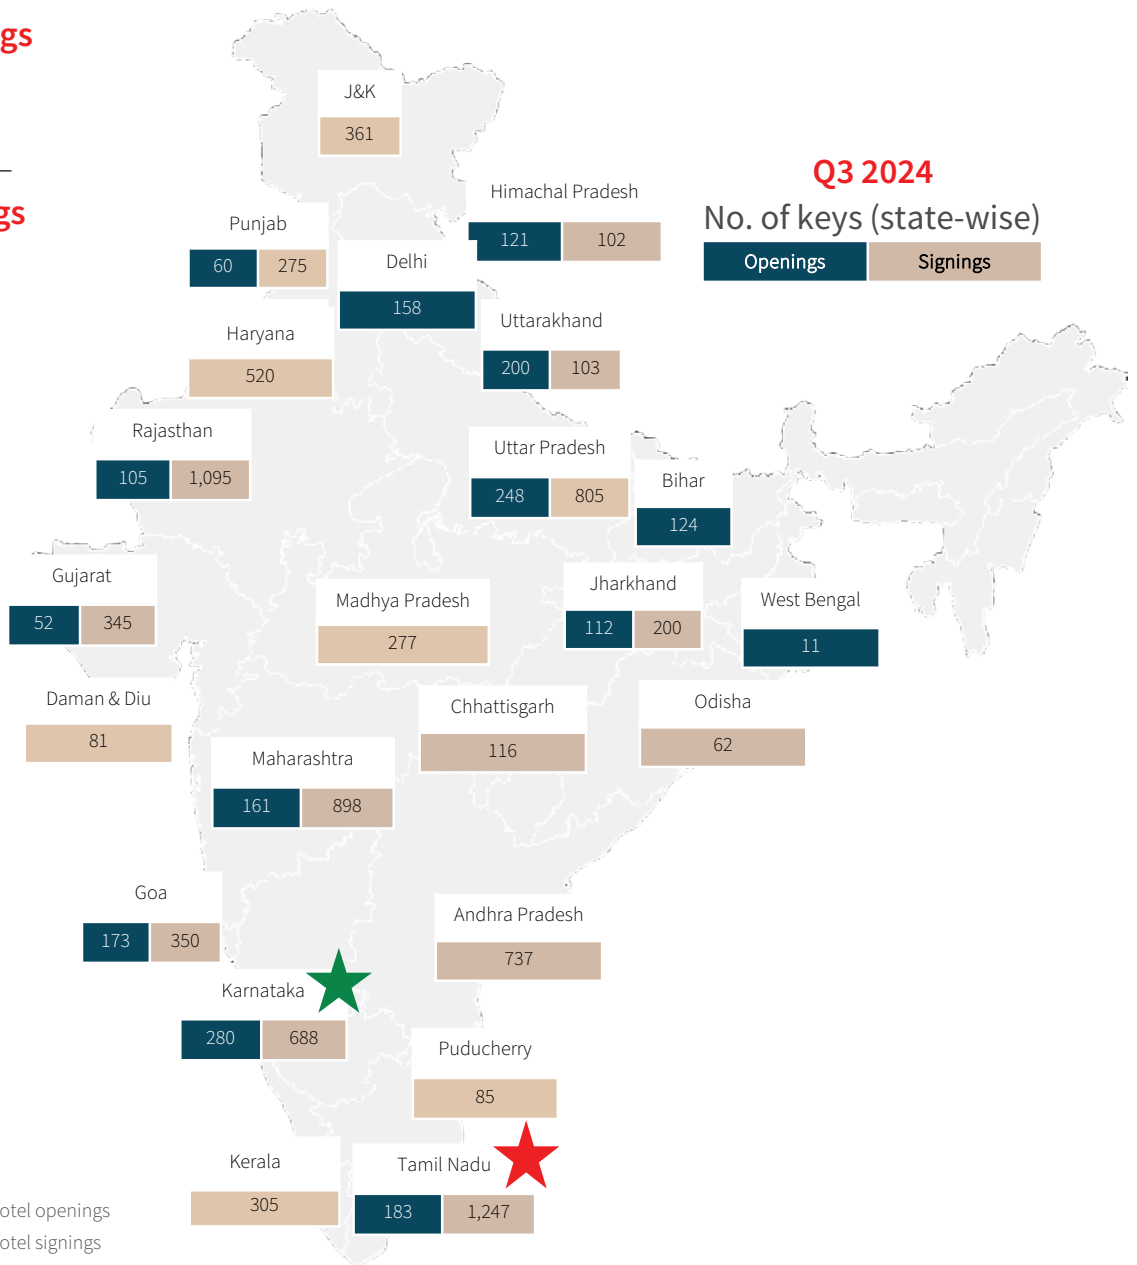 gs
gs
Q3 2024
No. of keys (state-wise)
Openings Signings
J&K
361
Himachal Pradesh
121 102
Punjab
60 275
Delhi
158
Haryana
520
Uttarakhand
200 103
Rajasthan
105 1,095
Uttar Pradesh
248 805
Bihar
124
Gujarat
52 345
Madhya Pradesh
277
Jharkhand
112 200
West Bengal
11
Daman & Diu
81
Chhattisgarh
116
Odisha
62
Maharashtra
161 898
Goa
173 350
Andhra Pradesh
737
Karnataka
280 688
Puducherry
85
Kerala
305
Tamil Nadu
183 1,247
otel openings
otel signings